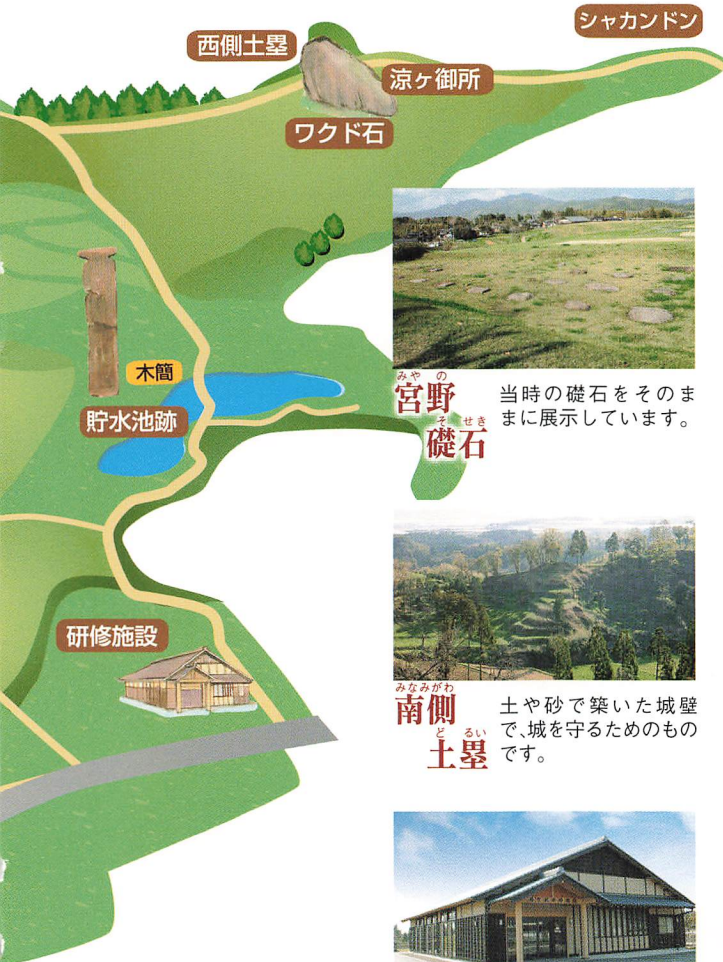 シャカンドン
西側土塁
涼ヶ御所
ワクド石
木簡
貯水池跡
研修施設
みや の
宮野
そ せき
礎石
当時の礎石をそのま
まに展示しています。
みなみがわ
南側
ど るい
土塁
土や砂で築いた城壁
で、城を守るためのもの
です。